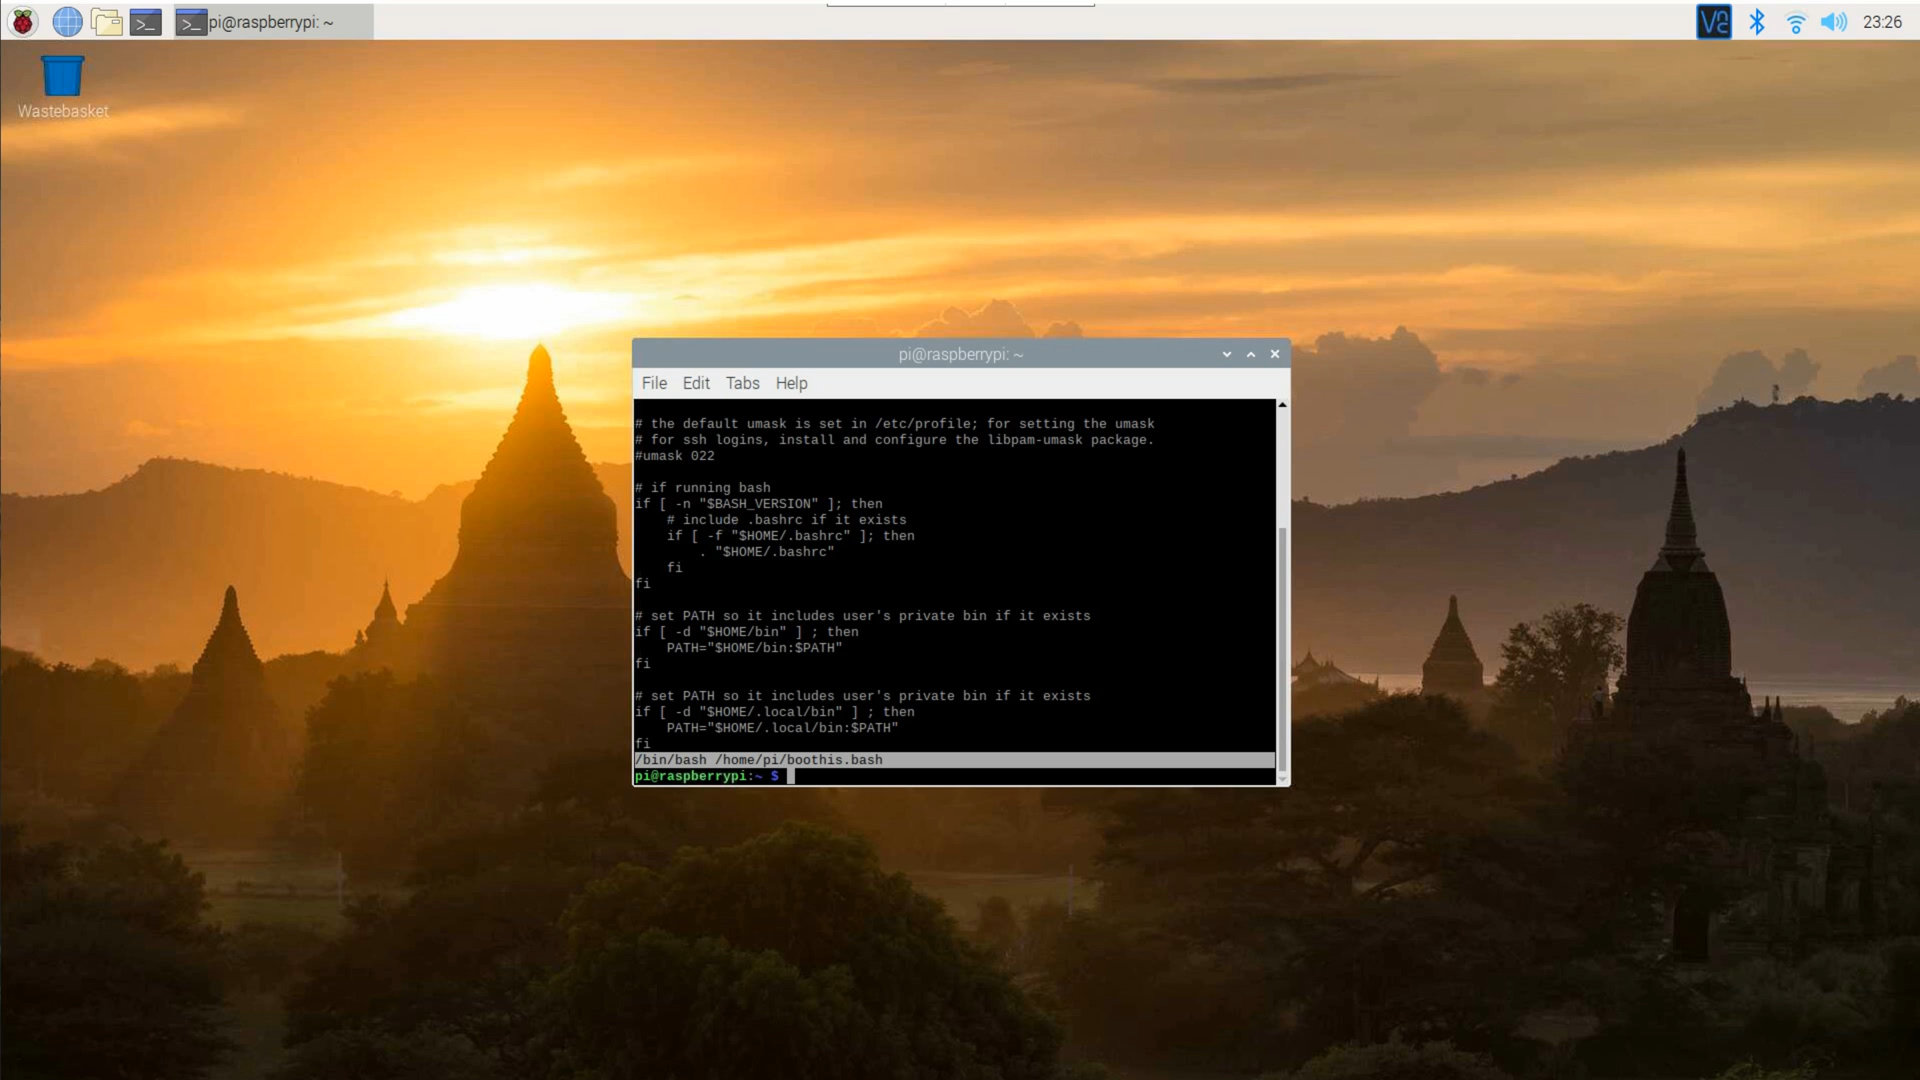 pi@raspberrypi: ~
23:26
Wastebasket
pi@raspberrypi: ~
File Edit Tabs Help
# the default umask is set in /etc/profile; for setting the umask
# for ssh logins, install and configure the libpam-umask package.
#umask 022
# if running bash
if [ -n "$BASH_VERSION" ]; then
    # include .bashrc if it exists
    if [ -f "$HOME/.bashrc" ]; then
        . "$HOME/.bashrc"
    fi
fi
# set PATH so it includes user's private bin if it exists
if [ -d "$HOME/bin" ] ; then
    PATH="$HOME/bin:$PATH"
fi
# set PATH so it includes user's private bin if it exists
if [ -d "$HOME/.local/bin" ] ; then
    PATH="$HOME/.local/bin:$PATH"
fi
/bin/bash /home/pi/boothis.bash
pi@raspberrypi:~ $